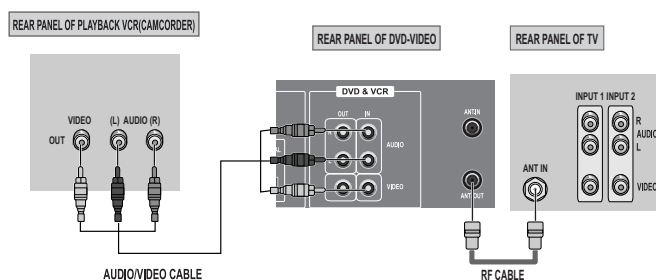 REAR PANEL OF PLAYBACK VCR(CAMCORDER)
REAR PANEL OF DVD-VIDEO
REAR PANEL OF TV
VIDEO (L) AUDIO (R)
OUT
DVD & VCR
OUT IN
AUDIO
VIDEO
ANT.IN
ANT.OUT
INPUT 1 INPUT 2
R
AUDIO
L
VIDEO
ANT IN
AUDIO/VIDEO CABLE
RF CABLE